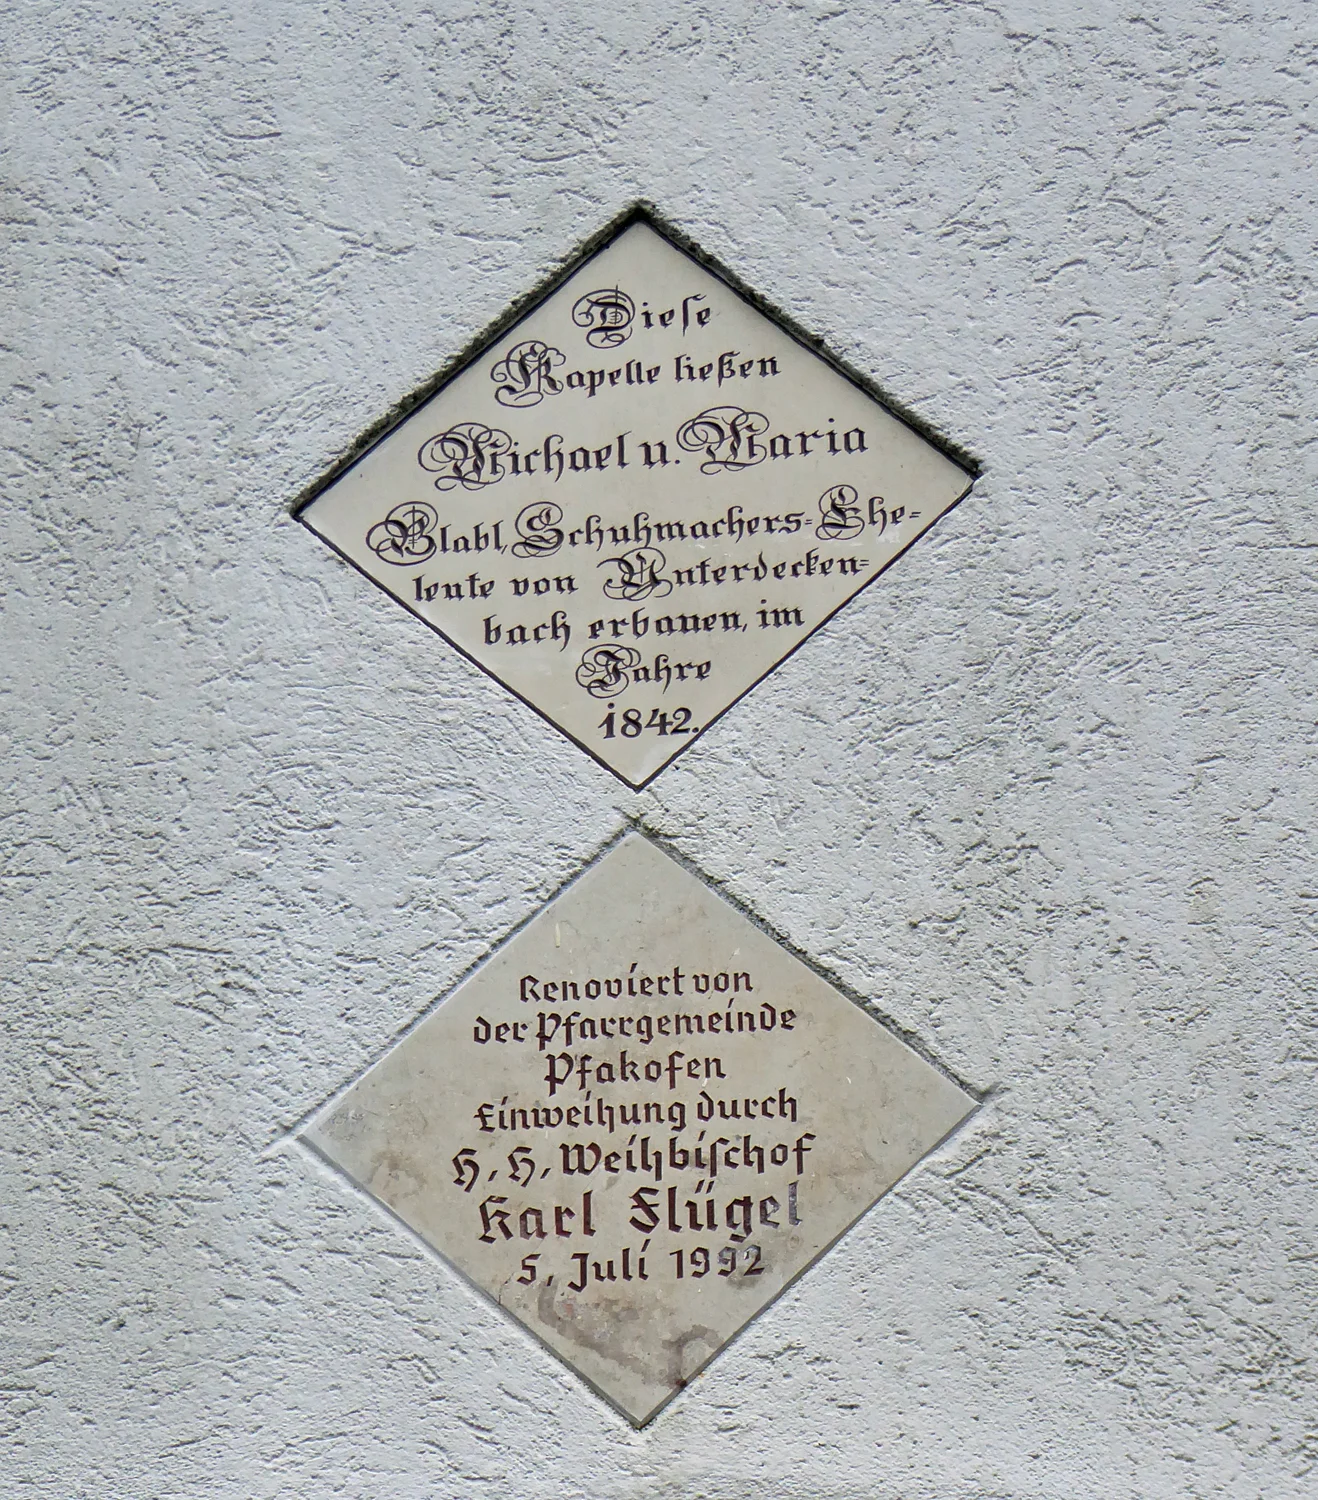 Dieſe
Kapelle ließen
Michael u. Maria
Blabl, Schuhmachers-Ehe-
leute von Unterdecken-
bach erbauen, im
Jahre
1842.
Renoviert von
der Pfarrgemeinde
Pfakofen
Einweihung durch
H. H. Weihbiſchof
Karl Flügel
5. Juli 1992